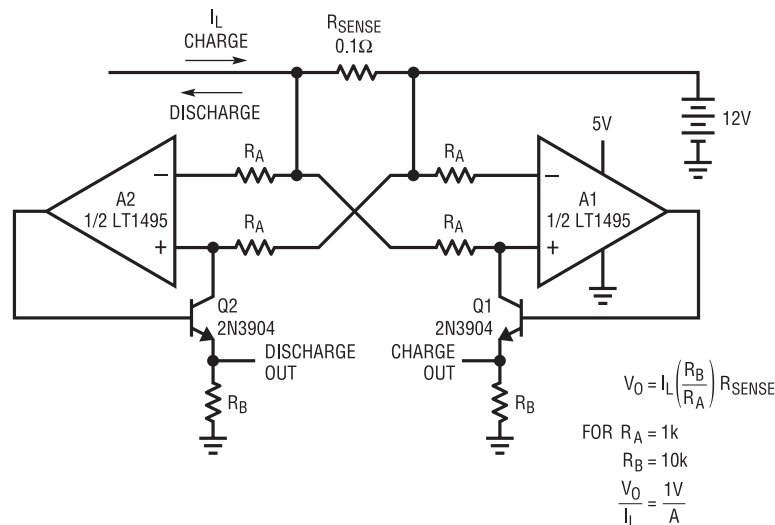 I_L
CHARGE
DISCHARGE
R_SENSE
0.1Ω
12V
5V
R_A
R_A
R_A
R_A
A2
1/2 LT1495
−
+
A1
1/2 LT1495
−
+
Q2
2N3904
Q1
2N3904
DISCHARGE
OUT
CHARGE
OUT
R_B
R_B
V_O = I_L (R_B / R_A) R_SENSE
FOR R_A = 1k
R_B = 10k
V_O / I_L = 1V / A